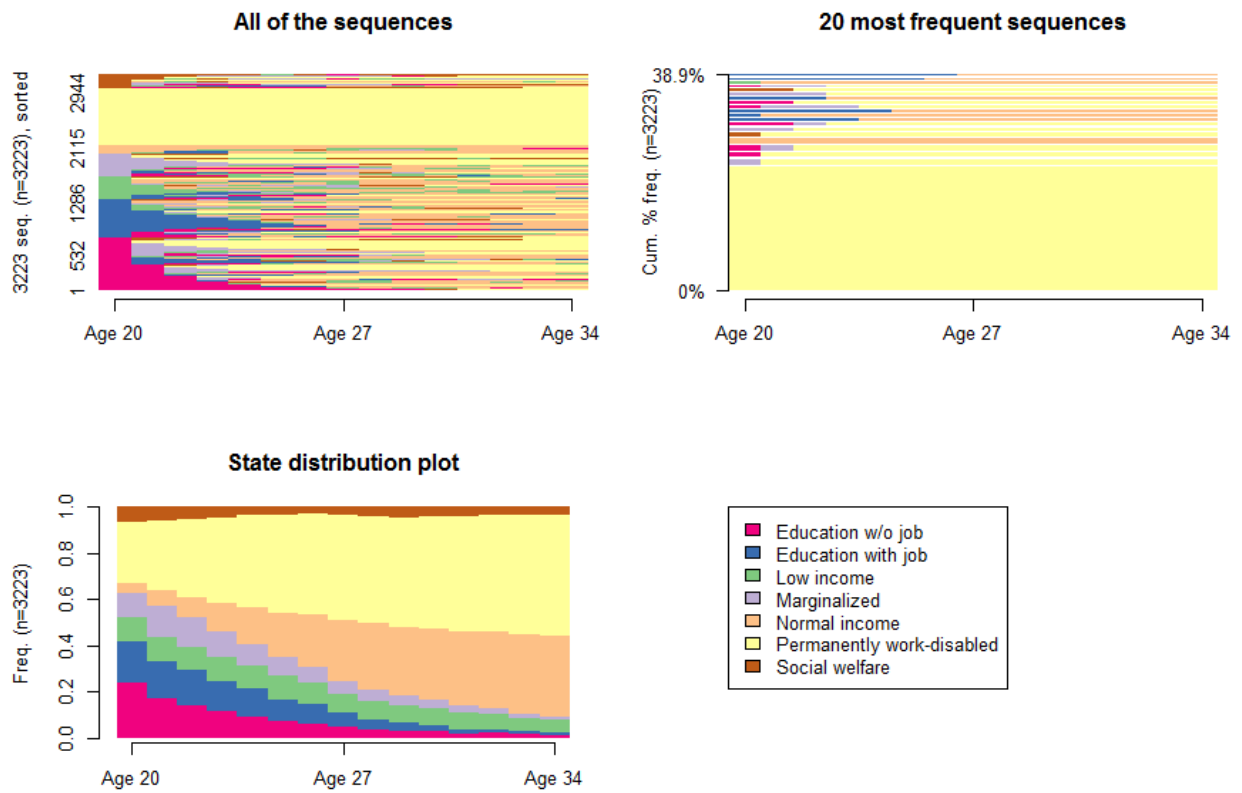 All of the sequences
3223 seq. (n=3223), sorted
2944
2115
1286
532
1
Age 20
Age 27
Age 34
20 most frequent sequences
Cum. % freq. (n=3223)
38.9%
0%
Age 20
Age 27
Age 34
State distribution plot
Freq. (n=3223)
1.0
0.8
0.6
0.4
0.2
0.0
Age 20
Age 27
Age 34
Education w/o job
Education with job
Low income
Marginalized
Normal income
Permanently work-disabled
Social welfare